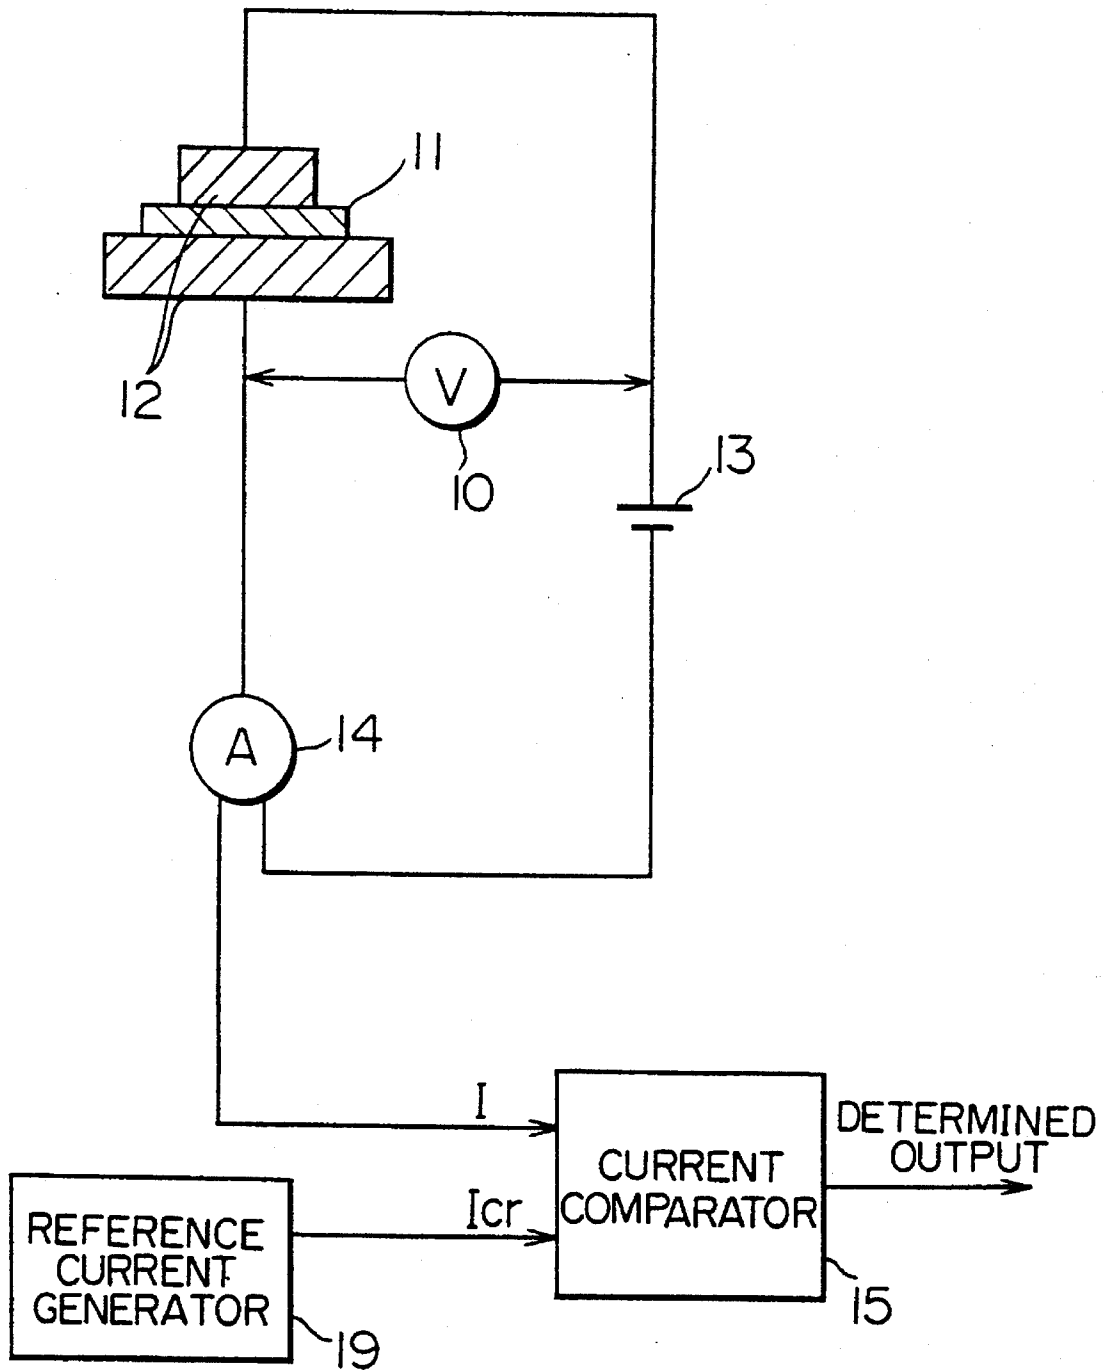 11
12
V
10
13
A
14
I
DETERMINED
OUTPUT
CURRENT
COMPARATOR
Icr
REFERENCE
CURRENT
GENERATOR
15
19